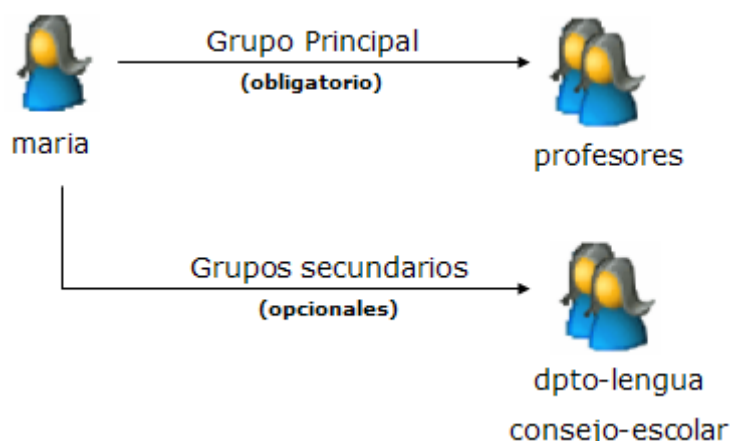 Grupo Principal
(obligatorio)
maria
profesores
Grupos secundarios
(opcionales)
dpto-lengua
consejo-escolar